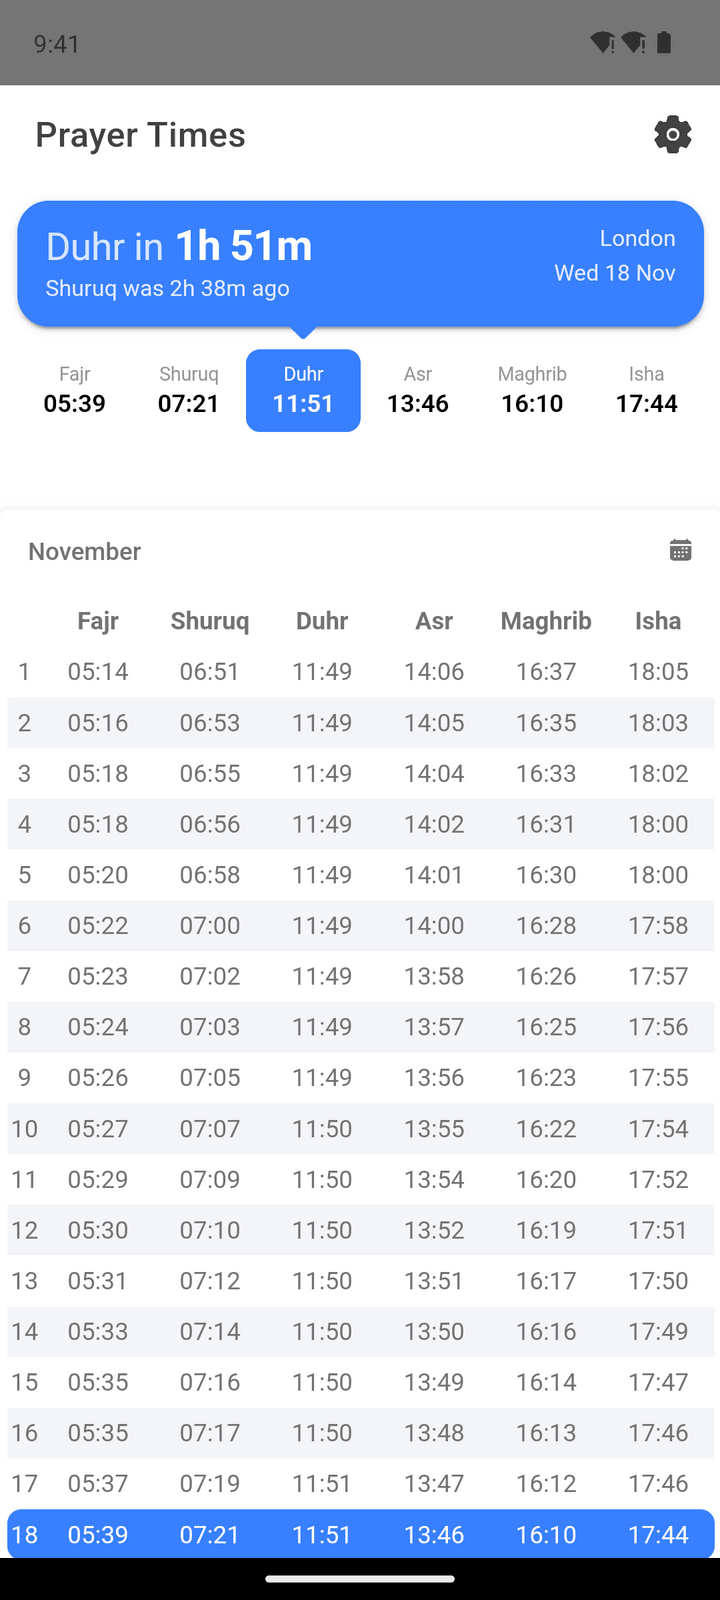 9:41
Prayer Times
Duhr in 1h 51m
Shuruq was 2h 38m ago
London
Wed 18 Nov
Fajr Shuruq Duhr Asr Maghrib Isha
05:39 07:21 11:51 13:46 16:10 17:44
November
Fajr Shuruq Duhr Asr Maghrib Isha
1 05:14 06:51 11:49 14:06 16:37 18:05
2 05:16 06:53 11:49 14:05 16:35 18:03
3 05:18 06:55 11:49 14:04 16:33 18:02
4 05:18 06:56 11:49 14:02 16:31 18:00
5 05:20 06:58 11:49 14:01 16:30 18:00
6 05:22 07:00 11:49 14:00 16:28 17:58
7 05:23 07:02 11:49 13:58 16:26 17:57
8 05:24 07:03 11:49 13:57 16:25 17:56
9 05:26 07:05 11:49 13:56 16:23 17:55
10 05:27 07:07 11:50 13:55 16:22 17:54
11 05:29 07:09 11:50 13:54 16:20 17:52
12 05:30 07:10 11:50 13:52 16:19 17:51
13 05:31 07:12 11:50 13:51 16:17 17:50
14 05:33 07:14 11:50 13:50 16:16 17:49
15 05:35 07:16 11:50 13:49 16:14 17:47
16 05:35 07:17 11:50 13:48 16:13 17:46
17 05:37 07:19 11:51 13:47 16:12 17:46
18 05:39 07:21 11:51 13:46 16:10 17:44